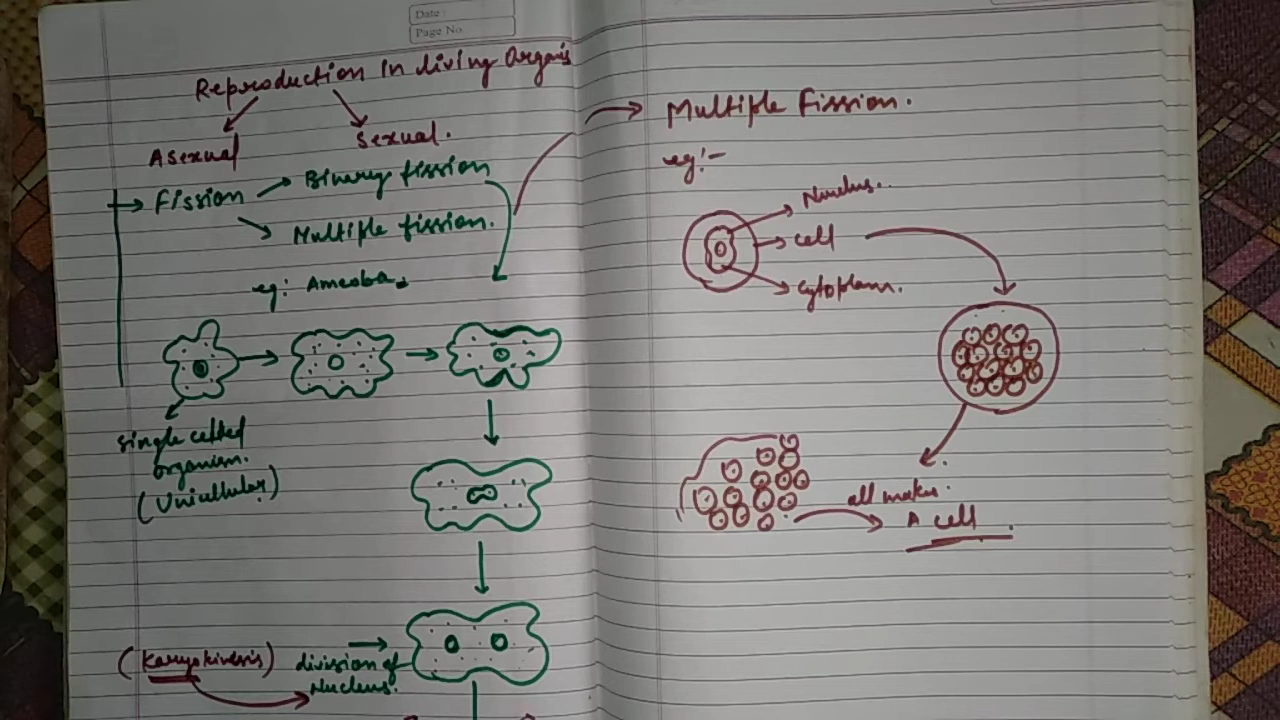 Date :
Page No.
Reproduction in living Organis
Asexual
Sexual.
Fission
Binary fission
Multiple fission.
eg: Ameoba.
single celled
organism.
(Unicellular)
(Karyokinesis)
division of
Nucleus.
Multiple Fission.
eg:-
Nucleus.
cell
cytoplasm.
all makes.
A cell